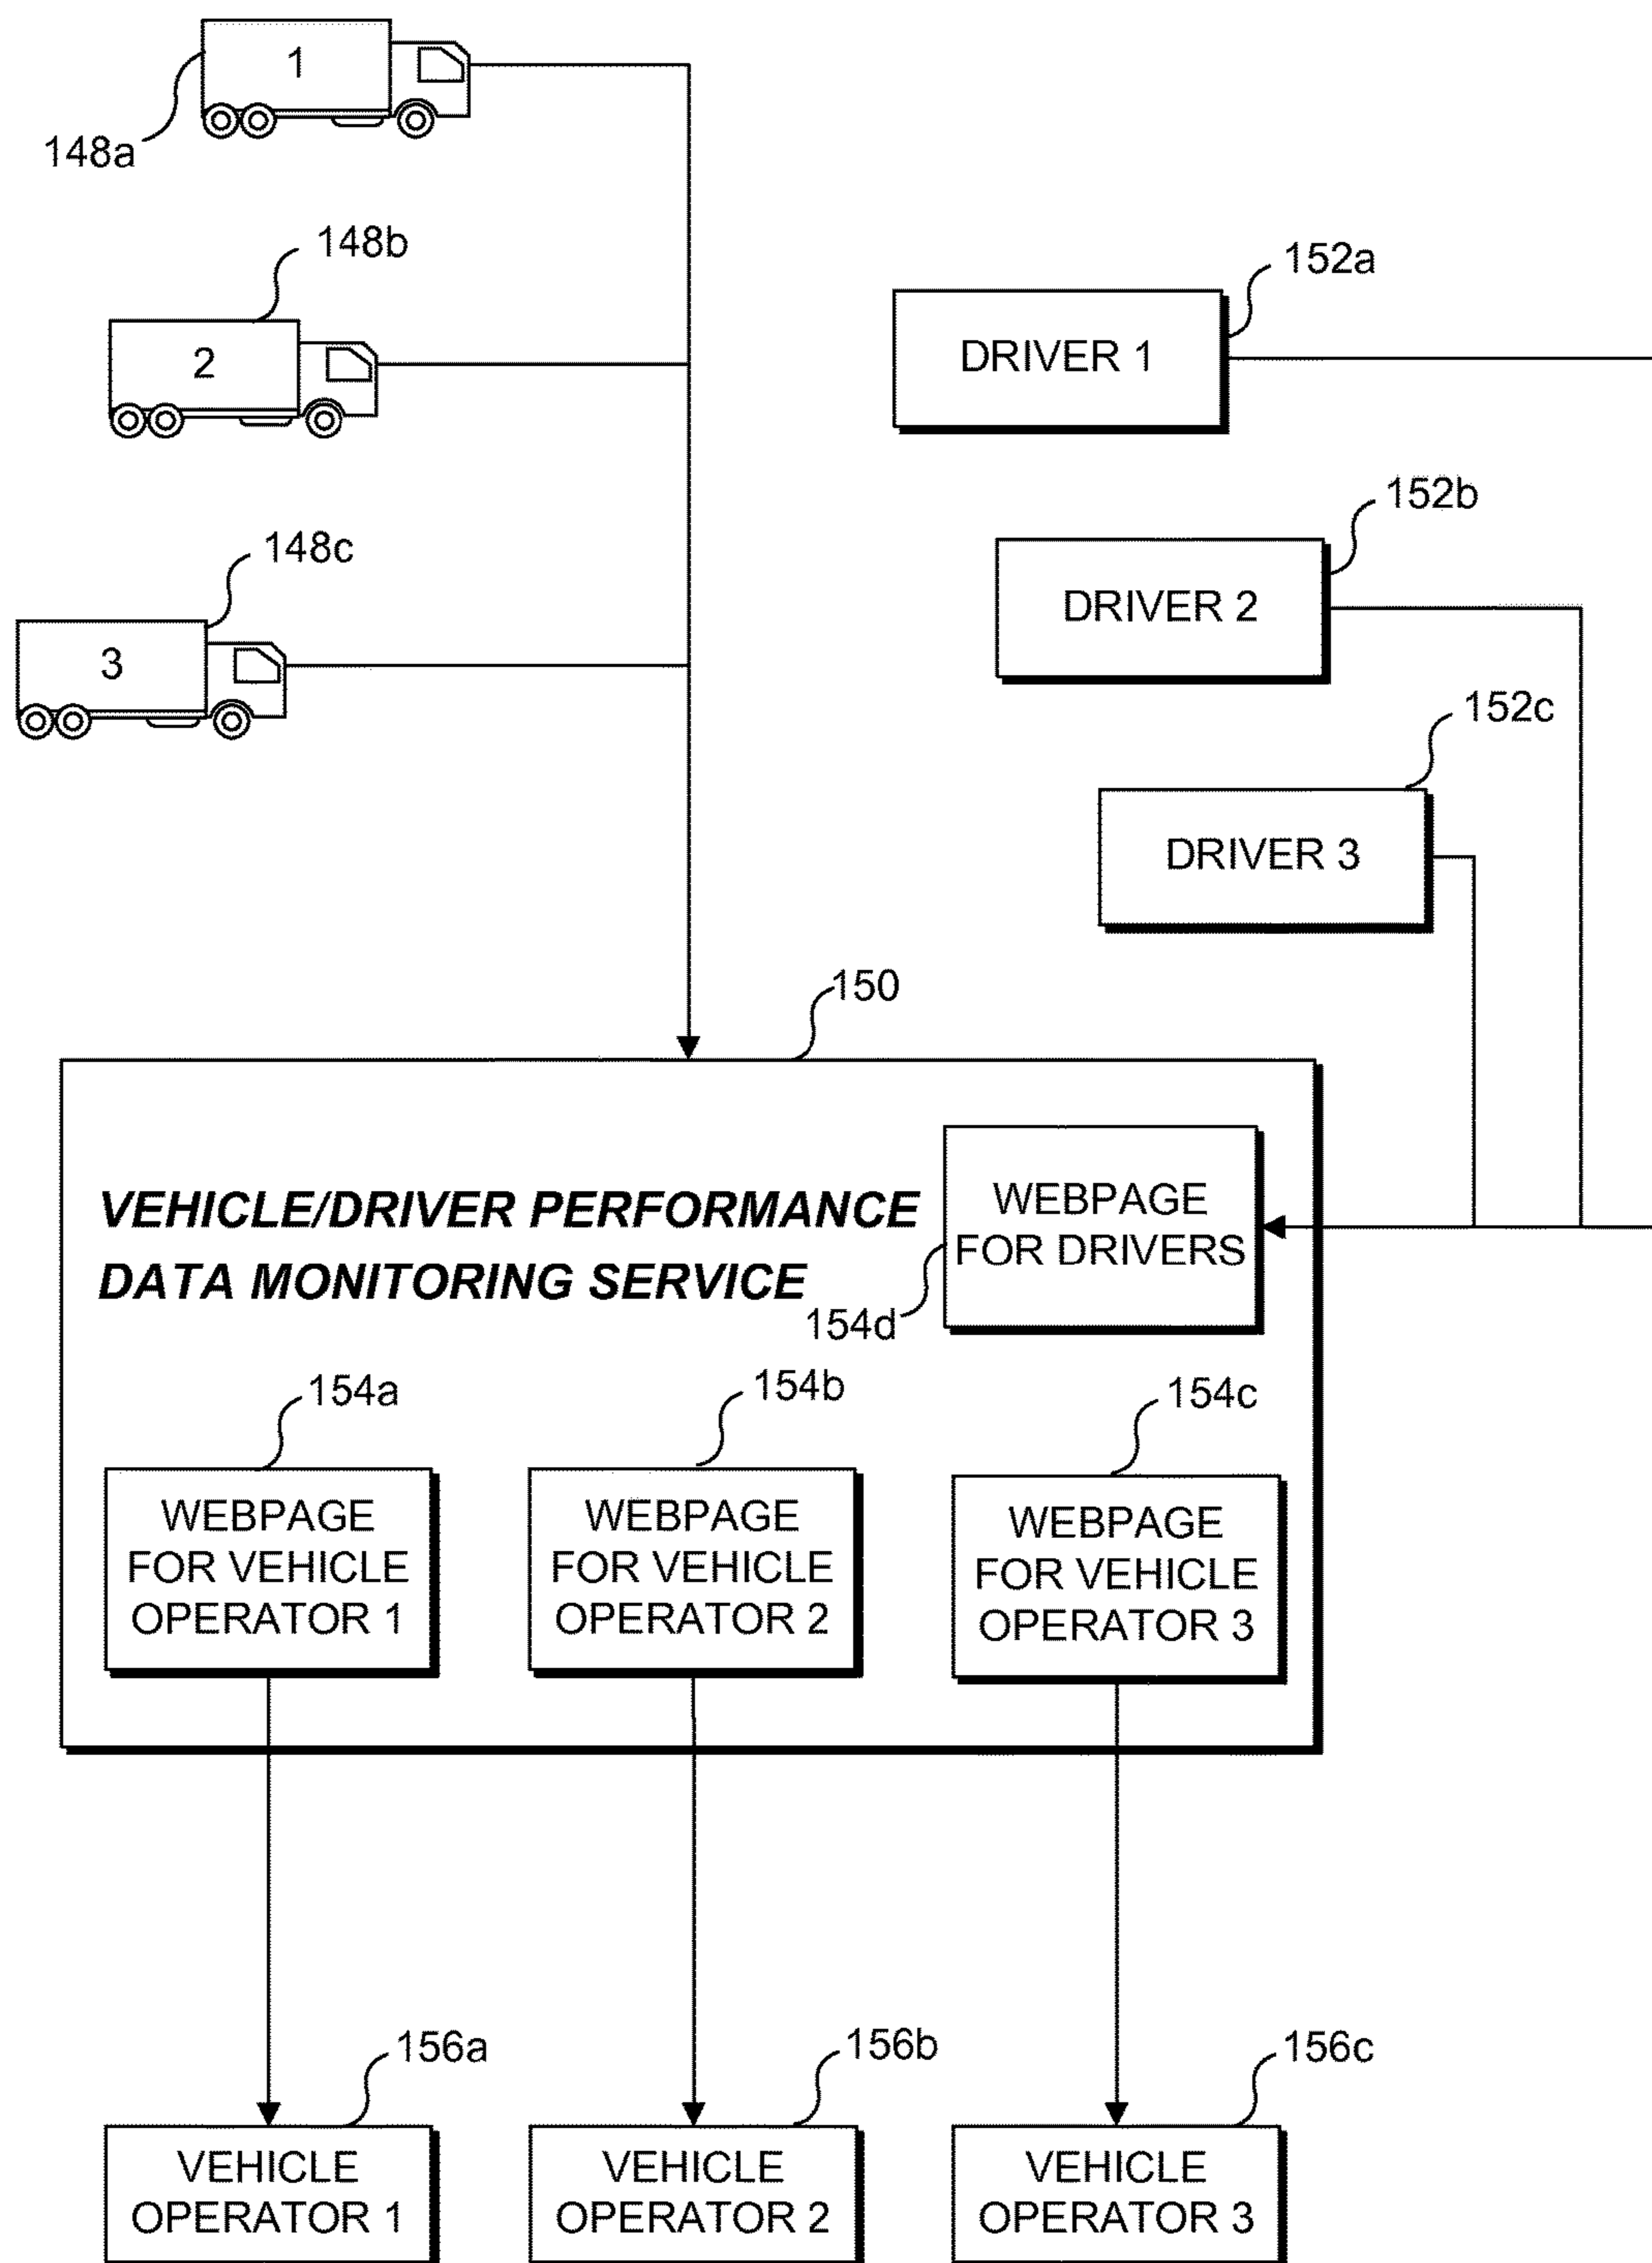 1
148a
148b
2
152a
DRIVER 1
152b
148c
DRIVER 2
3
152c
DRIVER 3
150
WEBPAGE
FOR DRIVERS
VEHICLE/DRIVER PERFORMANCE
DATA MONITORING SERVICE
154d
154a
154b
154c
WEBPAGE
FOR VEHICLE
OPERATOR 1
WEBPAGE
FOR VEHICLE
OPERATOR 2
WEBPAGE
FOR VEHICLE
OPERATOR 3
156a
156b
156c
VEHICLE
OPERATOR 1
VEHICLE
OPERATOR 2
VEHICLE
OPERATOR 3